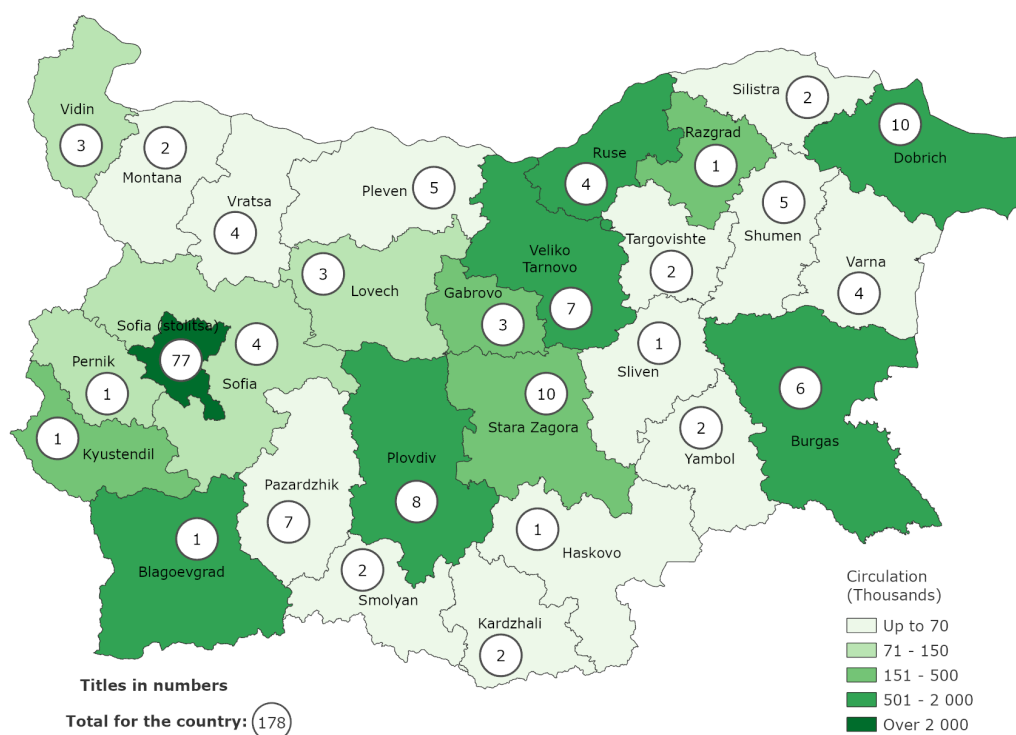 Silistra
2
10
Dobrich
Vidin
3
2
Montana
Razgrad
1
Ruse
4
Pleven
5
Vratsa
4
5
Shumen
Targovishte
2
Varna
4
Veliko
Tarnovo
7
3
Lovech
Gabrovo
3
Sofia (stolitsa)
77
4
Sofia
Pernik
1
1
Sliven
10
Stara Zagora
6
Burgas
1
Kyustendil
2
Yambol
Plovdiv
8
Pazardzhik
7
1
Haskovo
1
Blagoevgrad
2
Smolyan
Kardzhali
2
Circulation
(Thousands)
Up to 70
71 - 150
151 - 500
501 - 2 000
Over 2 000
Titles in numbers
Total for the country: 178